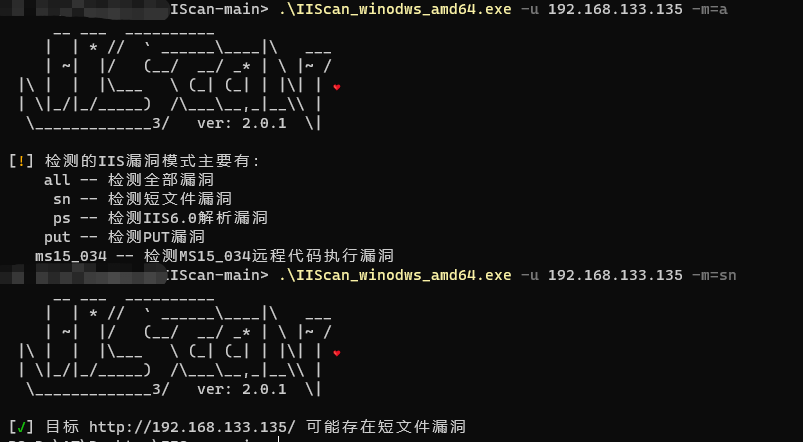 IIScan-main> .\IIScan_winodws_amd64.exe -u 192.168.133.135 -m=a
ver: 2.0.1
[!] 检测的IIS漏洞模式主要有:
all -- 检测全部漏洞
sn -- 检测短文件漏洞
ps -- 检测IIS6.0解析漏洞
put -- 检测PUT漏洞
ms15_034 -- 检测MS15_034远程代码执行漏洞
IIScan-main> .\IIScan_winodws_amd64.exe -u 192.168.133.135 -m=sn
ver: 2.0.1
[✓] 目标 http://192.168.133.135/ 可能存在短文件漏洞